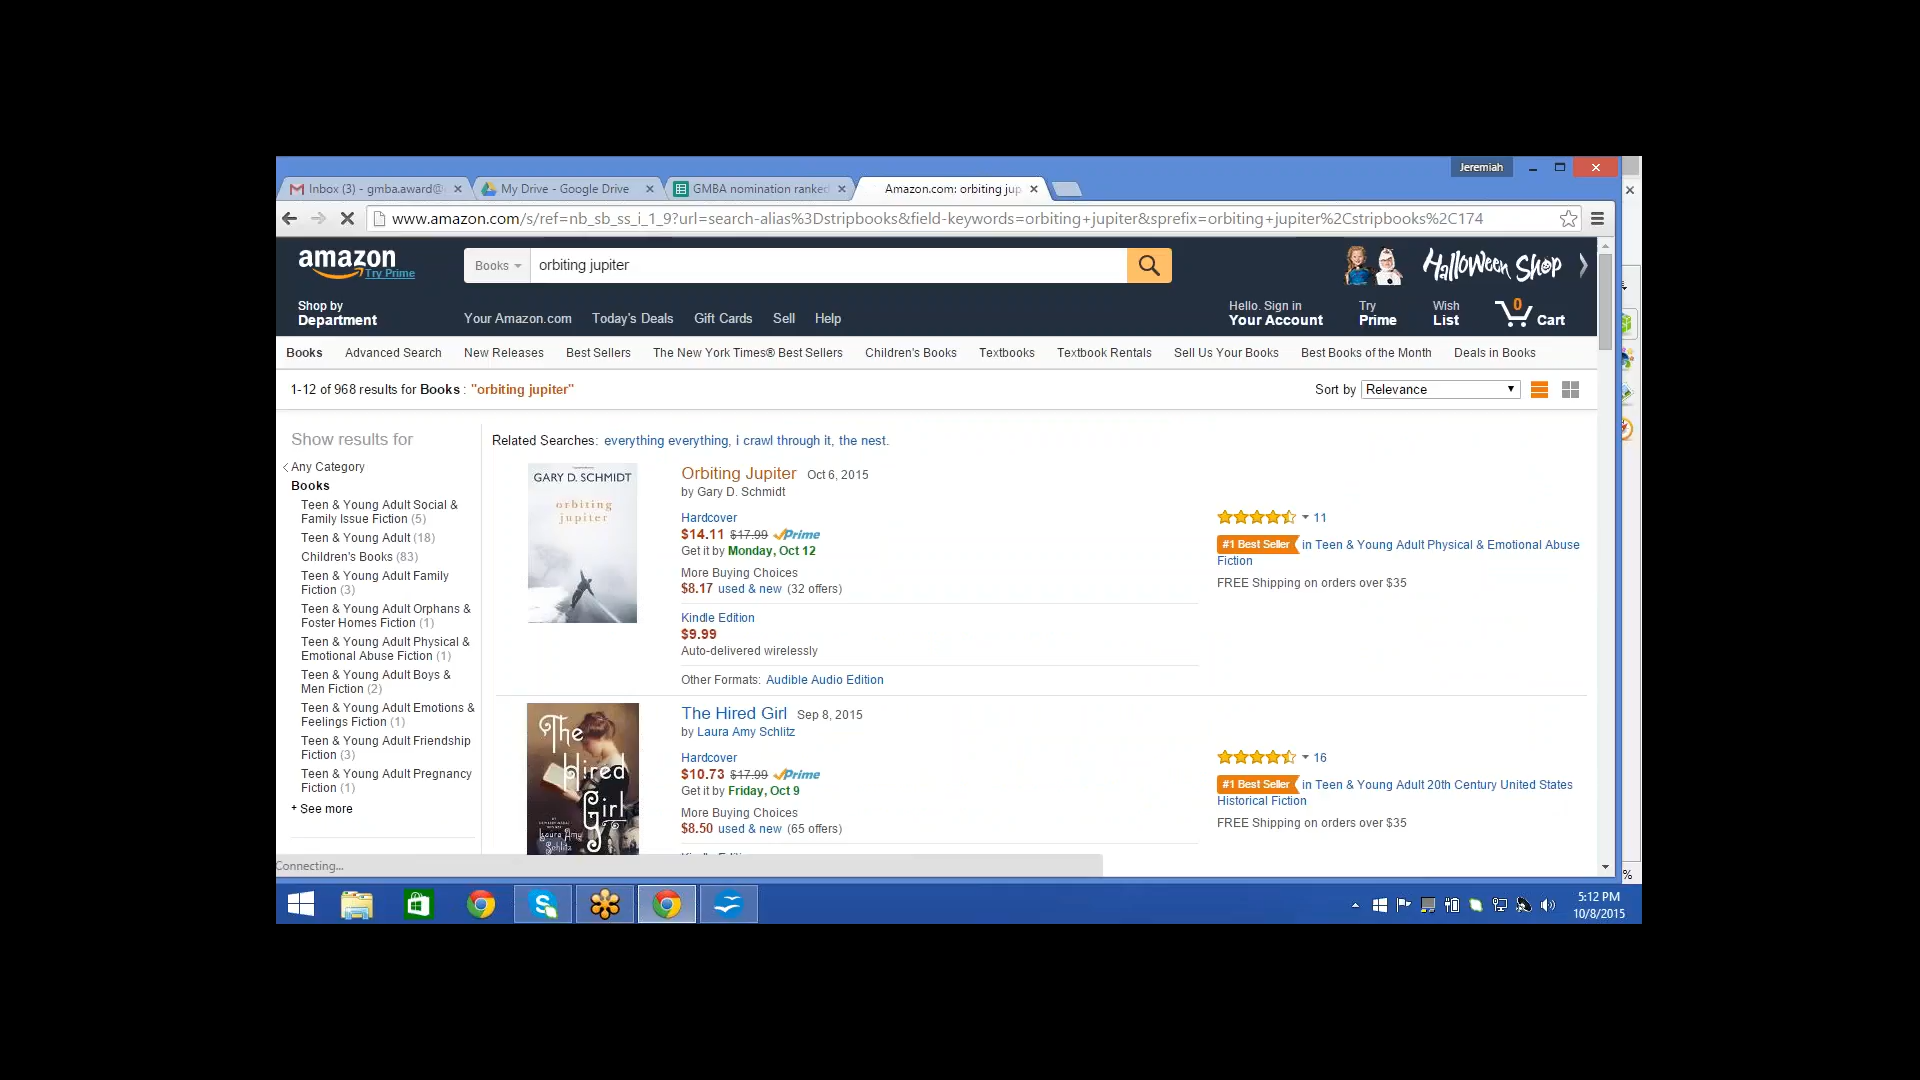 Jeremiah
Inbox (3) - gmba.award@
My Drive - Google Drive
GMBA nomination ranked
Amazon.com: orbiting jup
www.amazon.com/s/ref=nb_sb_ss_i_1_9?url=search-alias%3Dstripbooks&field-keywords=orbiting+jupiter&sprefix=orbiting+jupiter%2Cstripbooks%2C174
amazon
Try Prime
Books
orbiting jupiter
Halloween Shop
Shop by
Department
Your Amazon.com Today's Deals Gift Cards Sell Help
Hello. Sign in
Your Account
Try
Prime
Wish
List
0
Cart
Books Advanced Search New Releases Best Sellers The New York Times® Best Sellers Children's Books Textbooks Textbook Rentals Sell Us Your Books Best Books of the Month Deals in Books
1-12 of 968 results for Books : "orbiting jupiter"
Sort by Relevance
Show results for
Any Category
Books
Teen & Young Adult Social &
Family Issue Fiction (5)
Teen & Young Adult (18)
Children's Books (83)
Teen & Young Adult Family
Fiction (3)
Teen & Young Adult Orphans &
Foster Homes Fiction (1)
Teen & Young Adult Physical &
Emotional Abuse Fiction (1)
Teen & Young Adult Boys &
Men Fiction (2)
Teen & Young Adult Emotions &
Feelings Fiction (1)
Teen & Young Adult Friendship
Fiction (3)
Teen & Young Adult Pregnancy
Fiction (1)
+ See more
Related Searches: everything everything, i crawl through it, the nest.
GARY D. SCHMIDT
orbiting
jupiter
Orbiting Jupiter Oct 6, 2015
by Gary D. Schmidt
Hardcover
$14.11 $17.99 Prime
Get it by Monday, Oct 12
More Buying Choices
$8.17 used & new (32 offers)
Kindle Edition
$9.99
Auto-delivered wirelessly
Other Formats: Audible Audio Edition
11
#1 Best Seller in Teen & Young Adult Physical & Emotional Abuse
Fiction
FREE Shipping on orders over $35
The
Hired
Girl
Laura Amy
Schlitz
The Hired Girl Sep 8, 2015
by Laura Amy Schlitz
Hardcover
$10.73 $17.99 Prime
Get it by Friday, Oct 9
More Buying Choices
$8.50 used & new (65 offers)
16
#1 Best Seller in Teen & Young Adult 20th Century United States
Historical Fiction
FREE Shipping on orders over $35
Connecting...
%
5:12 PM
10/8/2015